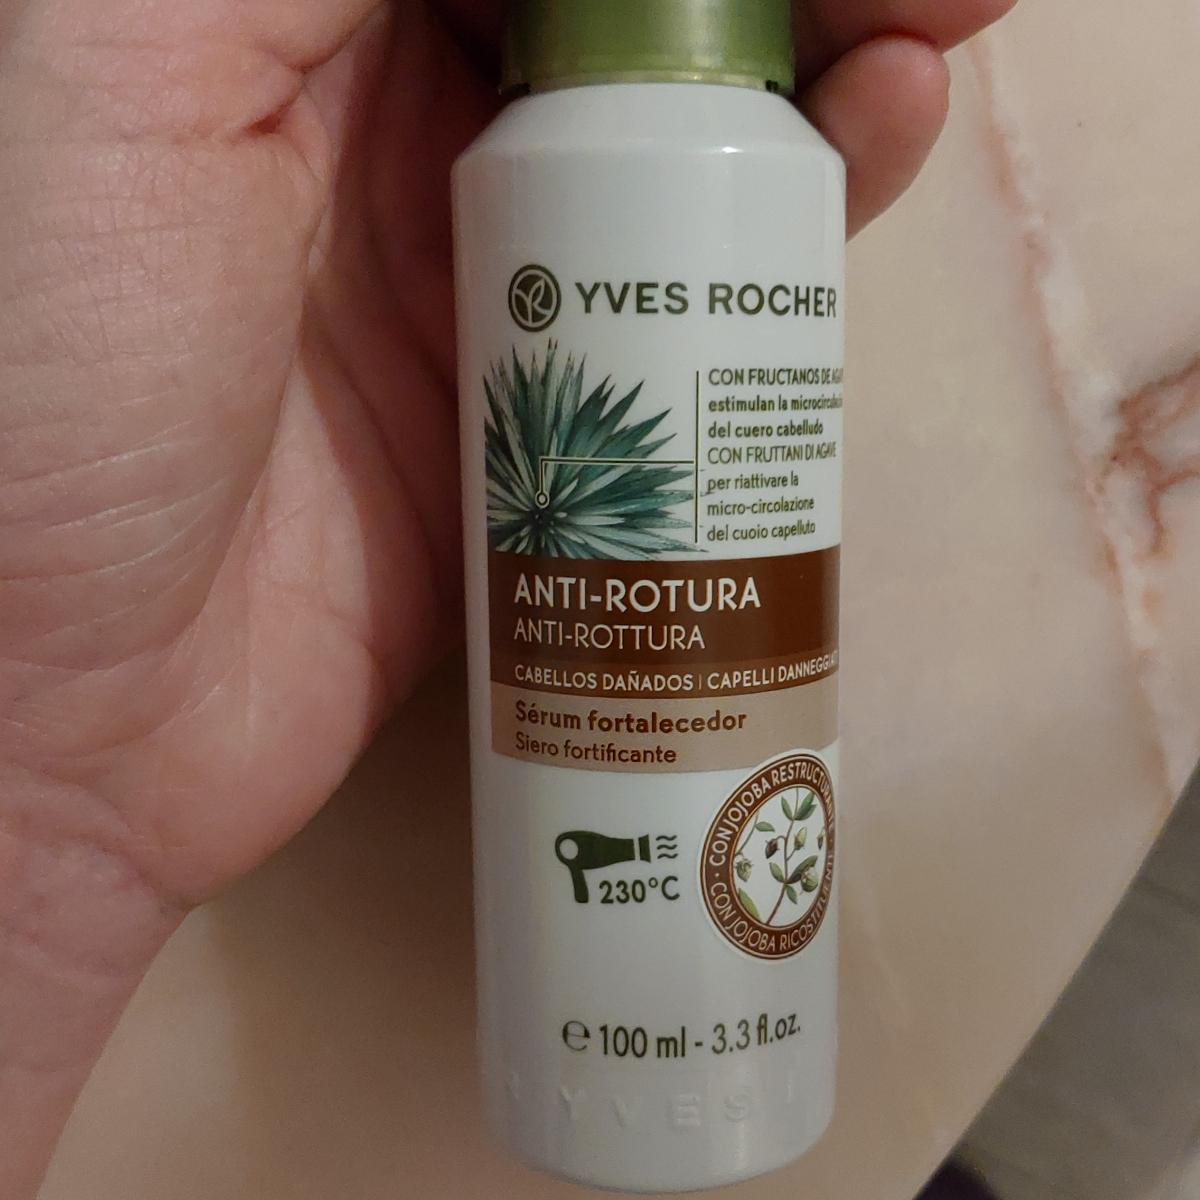 YVES ROCHER
CON FRUCTANOS DE
estimulan la
del cuero cabelludo
CON FRUTTANI DI AGAVE
per riattivare la
micro-circolazione
del cuoio capelluto
ANTI-ROTURA
ANTI-ROTTURA
CABELLOS DAÑADOS | CAPELLI DANNEGGIATI
Sérum fortalecedor
Siero fortificante
230°C
CON JOJOBA
CON JOJOBA
℮ 100 ml - 3.3 fl.oz.
YVES